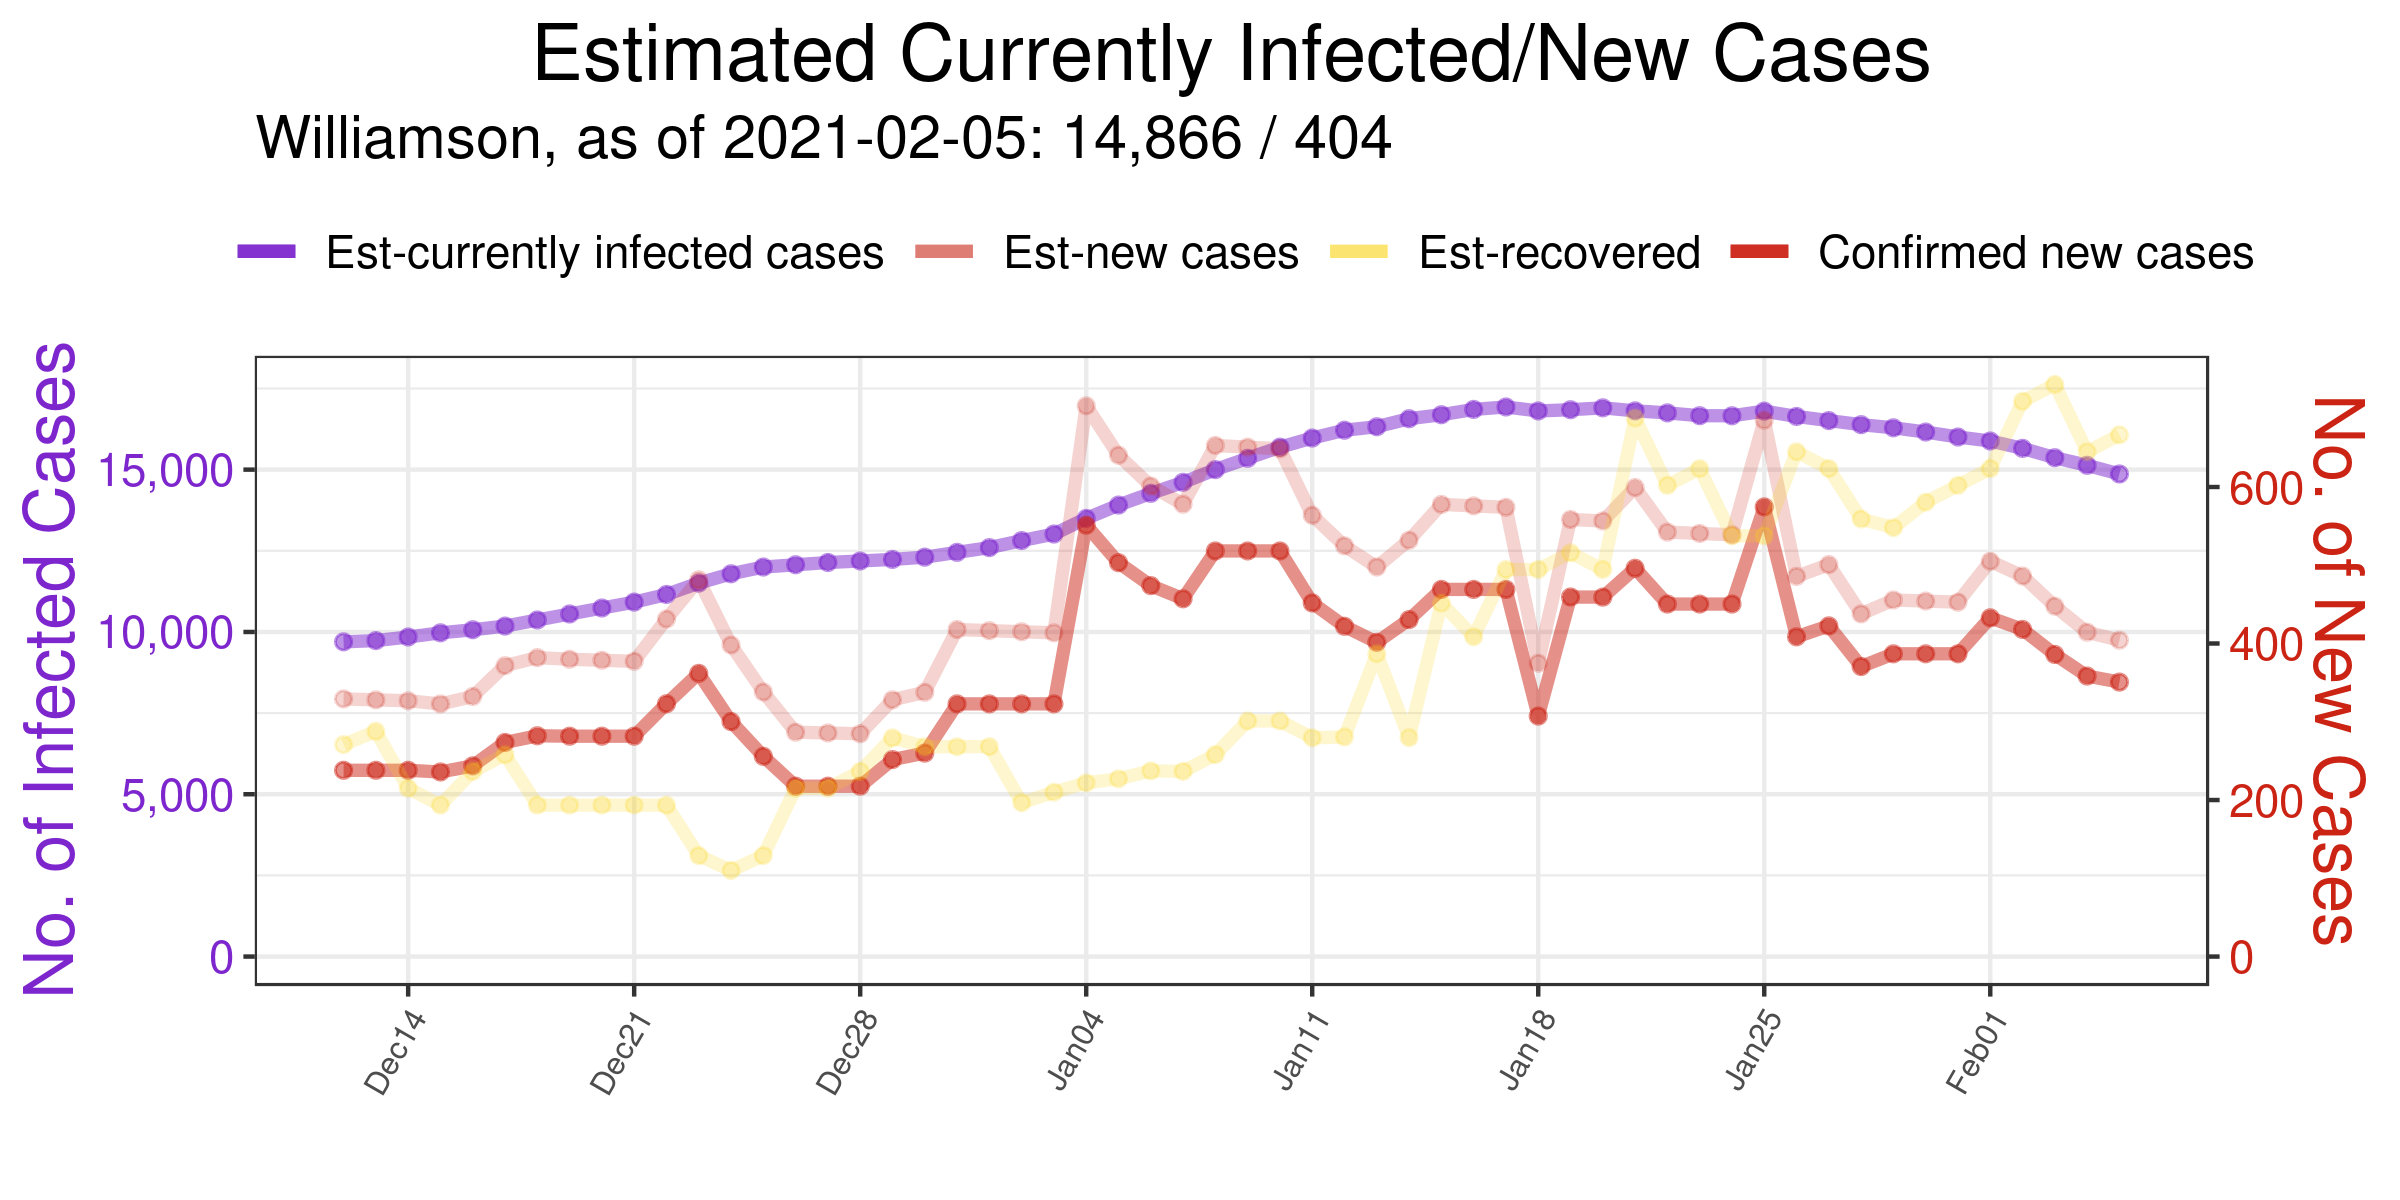 Estimated Currently Infected/New Cases
Williamson, as of 2021-02-05: 14,866 / 404
Est-currently infected cases Est-new cases Est-recovered Confirmed new cases
No. of Infected Cases
15,000
10,000
5,000
0
600
400
200
0
No. of New Cases
Dec14 Dec21 Dec28 Jan04 Jan11 Jan18 Jan25 Feb01